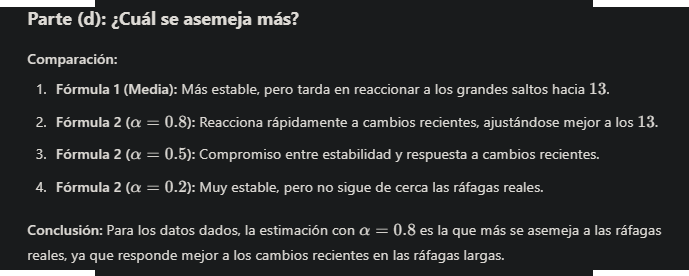 Parte (d): ¿Cuál se asemeja más?
Comparación:
1. Fórmula 1 (Media): Más estable, pero tarda en reaccionar a los grandes saltos hacia 13.
2. Fórmula 2 (α = 0.8): Reacciona rápidamente a cambios recientes, ajustándose mejor a los 13.
3. Fórmula 2 (α = 0.5): Compromiso entre estabilidad y respuesta a cambios recientes.
4. Fórmula 2 (α = 0.2): Muy estable, pero no sigue de cerca las ráfagas reales.
Conclusión: Para los datos dados, la estimación con α = 0.8 es la que más se asemeja a las ráfagas
reales, ya que responde mejor a los cambios recientes en las ráfagas largas.